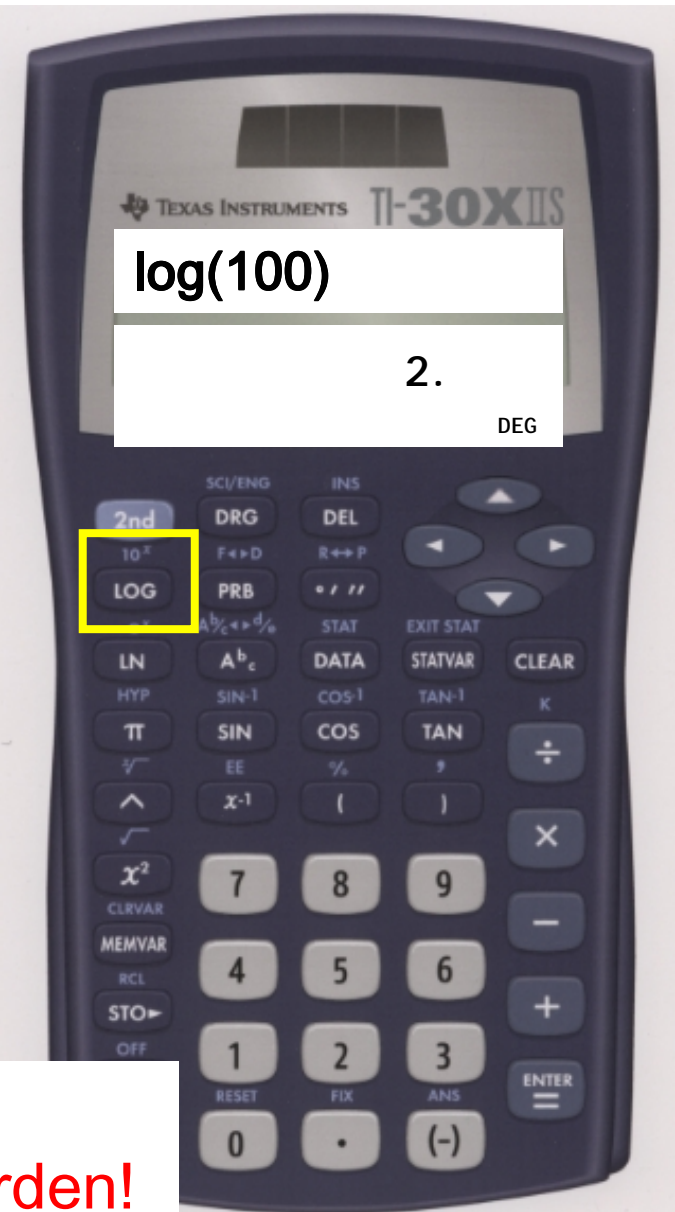 TEXAS INSTRUMENTS TI-30XIIS
log(100)
2.
DEG
SCI/ENG INS
2nd DRG DEL
10ˣ F◄►D R↔P
LOG PRB ° ′ ″
STAT EXIT STAT
LN Aᵇ꜀ DATA STATVAR CLEAR
HYP SIN-1 COS-1 TAN-1 K
π SIN COS TAN ÷
ˣ√ EE % ,
^ x-1 ( )
√ ×
x² 7 8 9
CLRVAR −
MEMVAR 4 5 6
RCL +
STO► 1 2 3
OFF
RESET FIX ANS ENTER =
0 . (−)
rden!